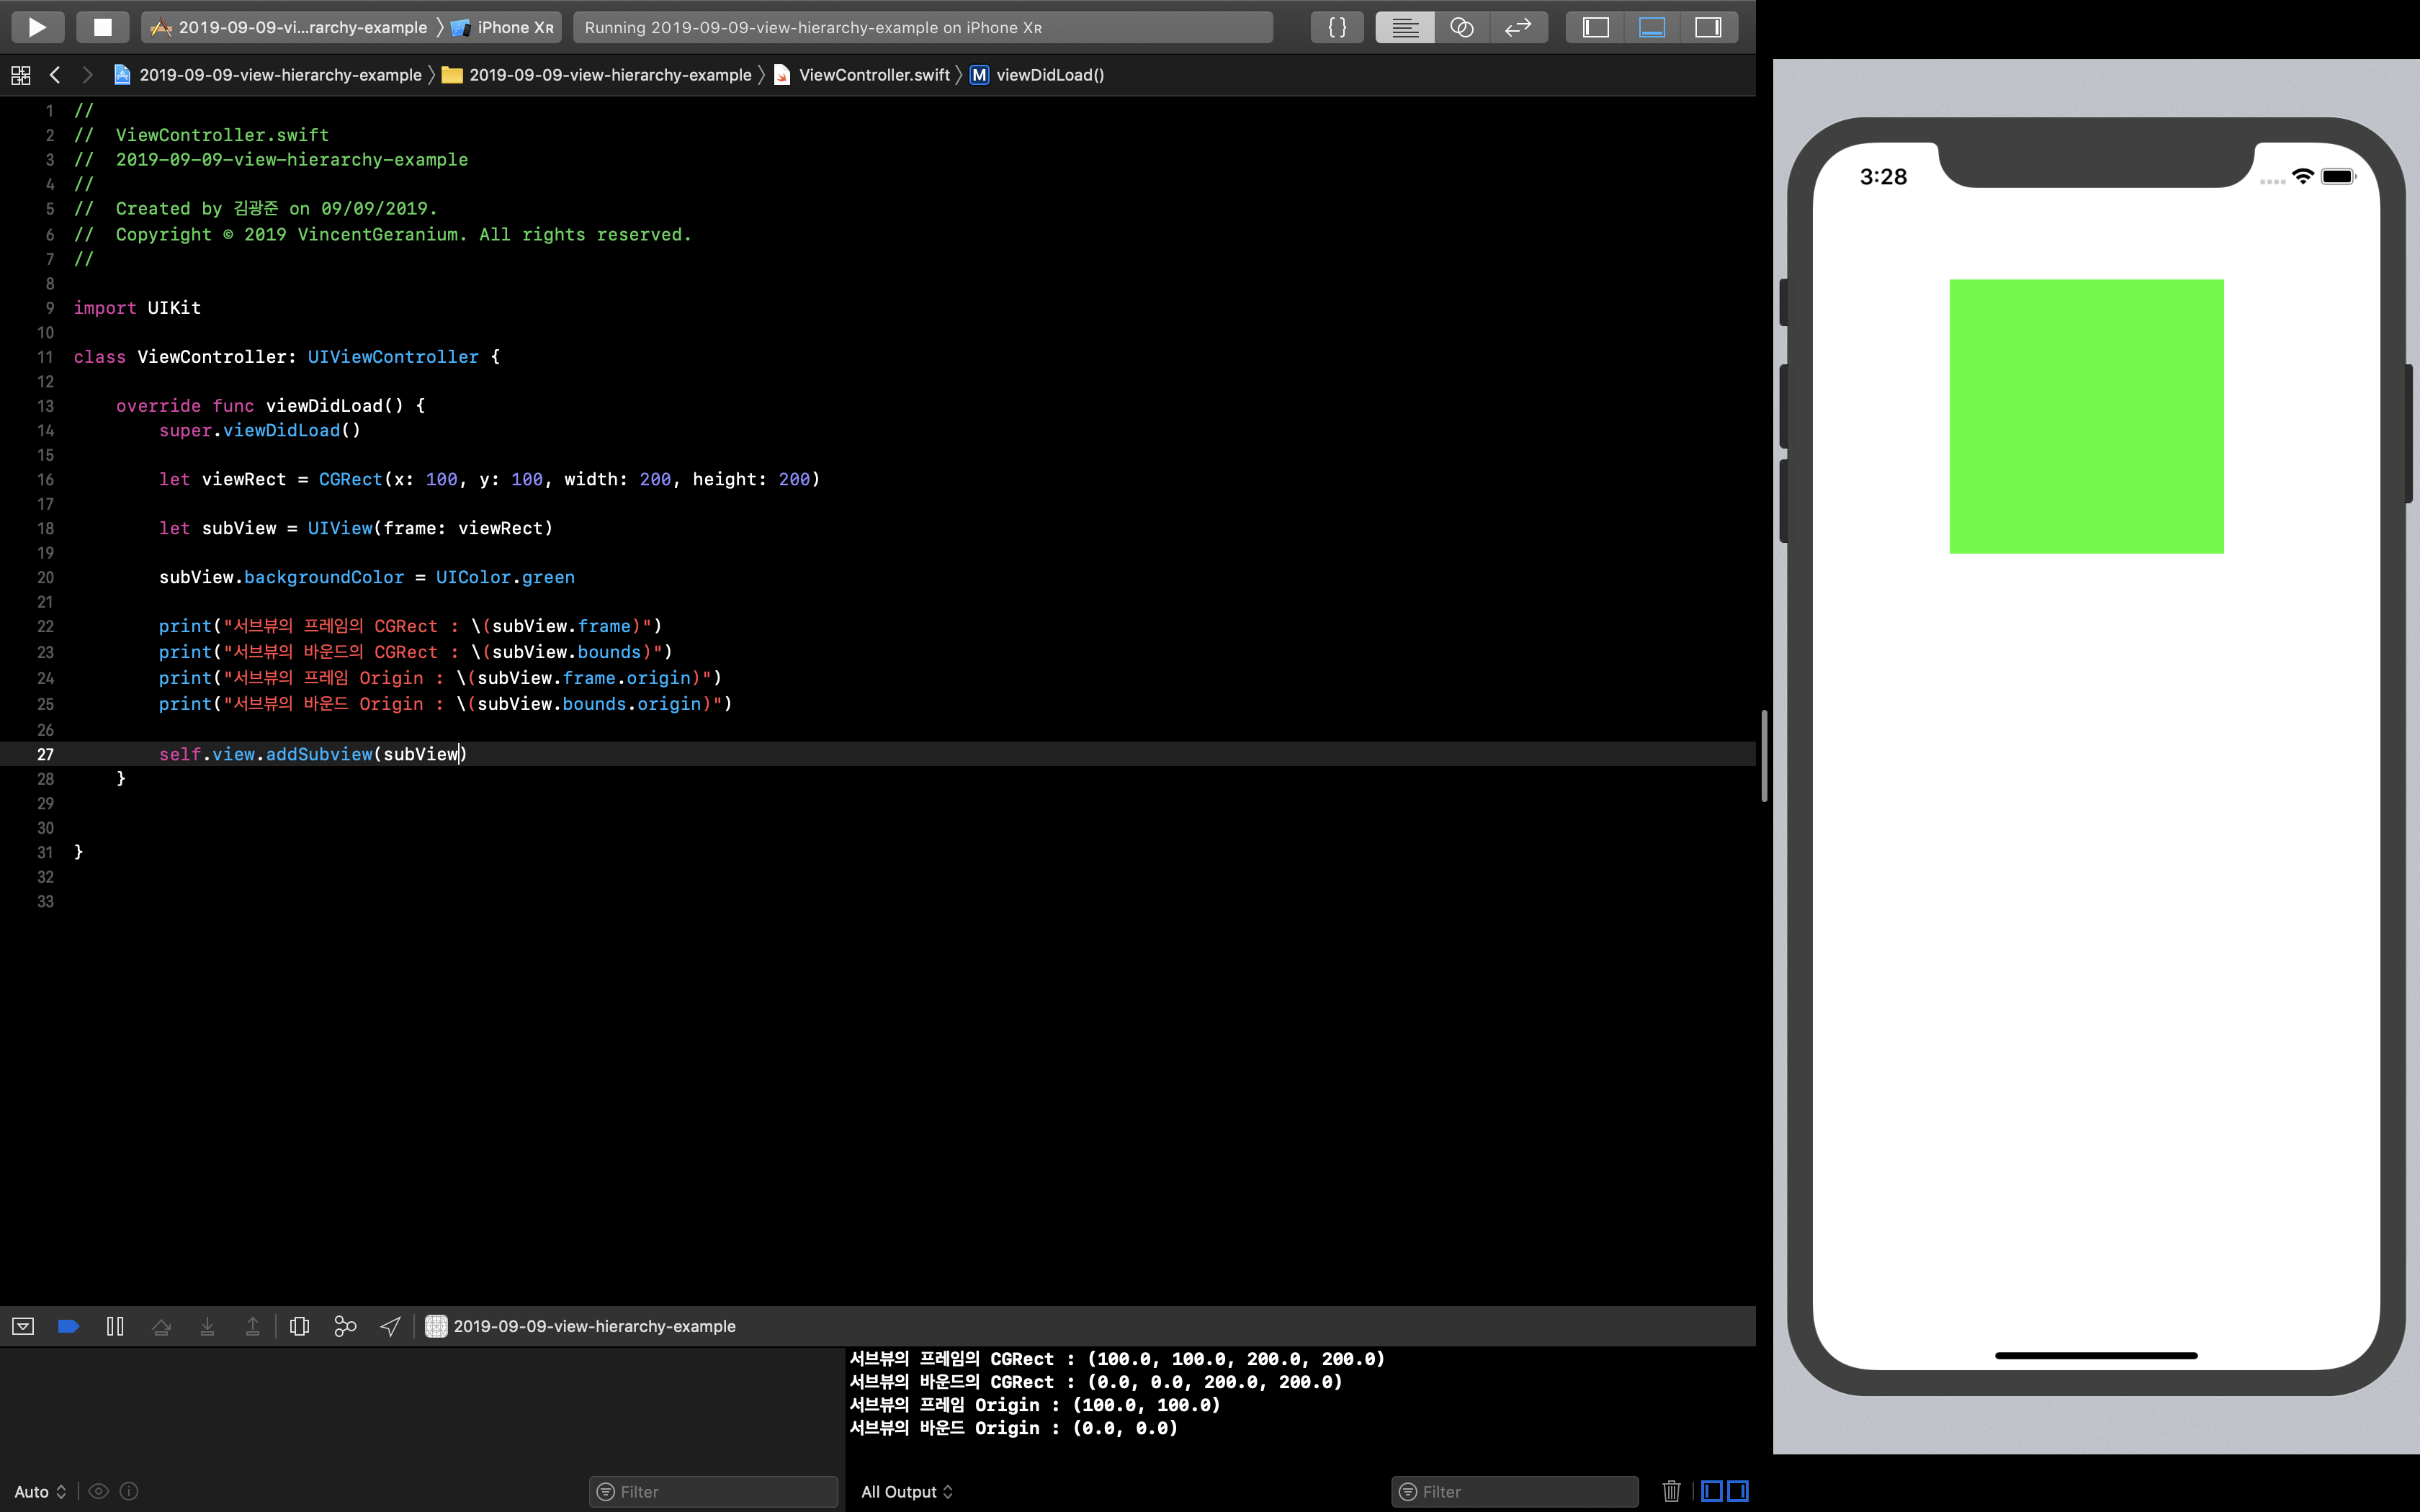 2019-09-09-vi...rarchy-example 〉 iPhone Xʀ
Running 2019-09-09-view-hierarchy-example on iPhone Xʀ
{ }
2019-09-09-view-hierarchy-example 〉 2019-09-09-view-hierarchy-example 〉 ViewController.swift 〉 M viewDidLoad()
1 //
2 //  ViewController.swift
3 //  2019-09-09-view-hierarchy-example
4 //
5 //  Created by 김광준 on 09/09/2019.
6 //  Copyright © 2019 VincentGeranium. All rights reserved.
7 //
8
9 import UIKit
10
11 class ViewController: UIViewController {
12
13     override func viewDidLoad() {
14         super.viewDidLoad()
15
16         let viewRect = CGRect(x: 100, y: 100, width: 200, height: 200)
17
18         let subView = UIView(frame: viewRect)
19
20         subView.backgroundColor = UIColor.green
21
22         print("서브뷰의 프레임의 CGRect : \(subView.frame)")
23         print("서브뷰의 바운드의 CGRect : \(subView.bounds)")
24         print("서브뷰의 프레임 Origin : \(subView.frame.origin)")
25         print("서브뷰의 바운드 Origin : \(subView.bounds.origin)")
26
27         self.view.addSubview(subView)
28     }
29
30
31 }
32
33
2019-09-09-view-hierarchy-example
서브뷰의 프레임의 CGRect : (100.0, 100.0, 200.0, 200.0)
서브뷰의 바운드의 CGRect : (0.0, 0.0, 200.0, 200.0)
서브뷰의 프레임 Origin : (100.0, 100.0)
서브뷰의 바운드 Origin : (0.0, 0.0)
Auto
Filter
All Output
Filter
3:28